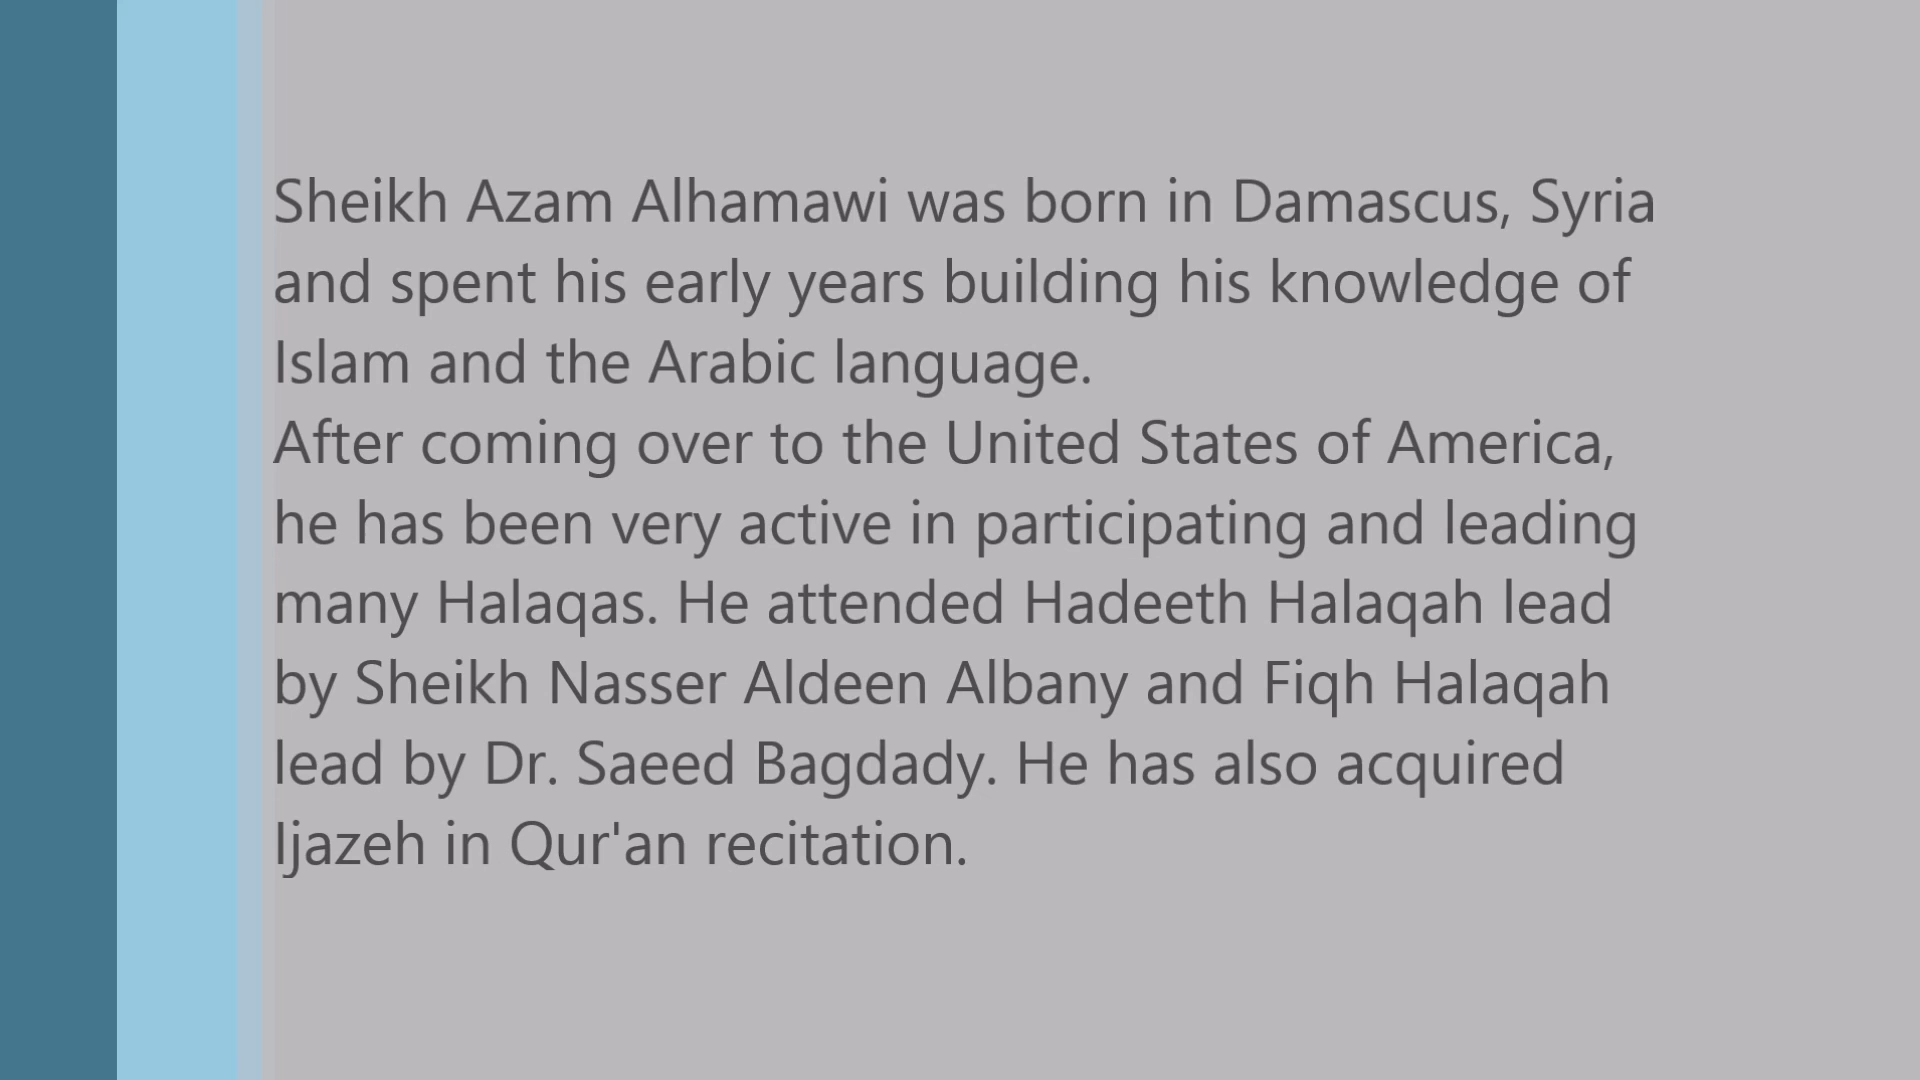 Sheikh Azam Alhamawi was born in Damascus, Syria
and spent his early years building his knowledge of
Islam and the Arabic language.
After coming over to the United States of America,
he has been very active in participating and leading
many Halaqas. He attended Hadeeth Halaqah lead
by Sheikh Nasser Aldeen Albany and Fiqh Halaqah
lead by Dr. Saeed Bagdady. He has also acquired
Ijazeh in Qur'an recitation.